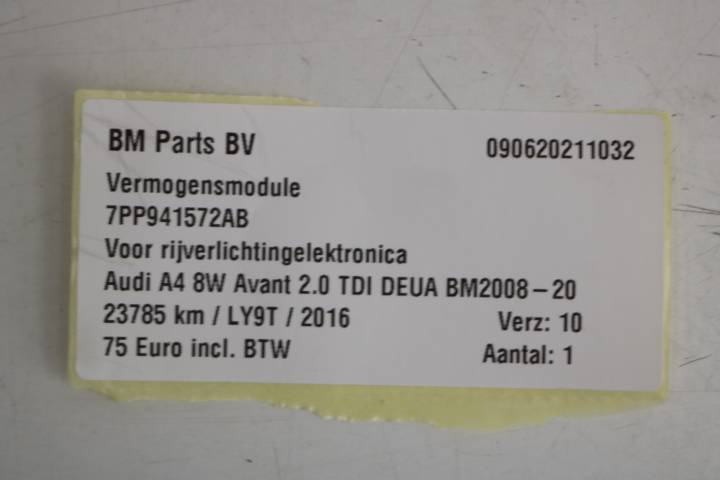 BM Parts BV 090620211032
Vermogensmodule
7PP941572AB
Voor rijverlichtingelektronica
Audi A4 8W Avant 2.0 TDI DEUA BM2008-20
23785 km / LY9T / 2016 Verz: 10
75 Euro incl. BTW Aantal: 1